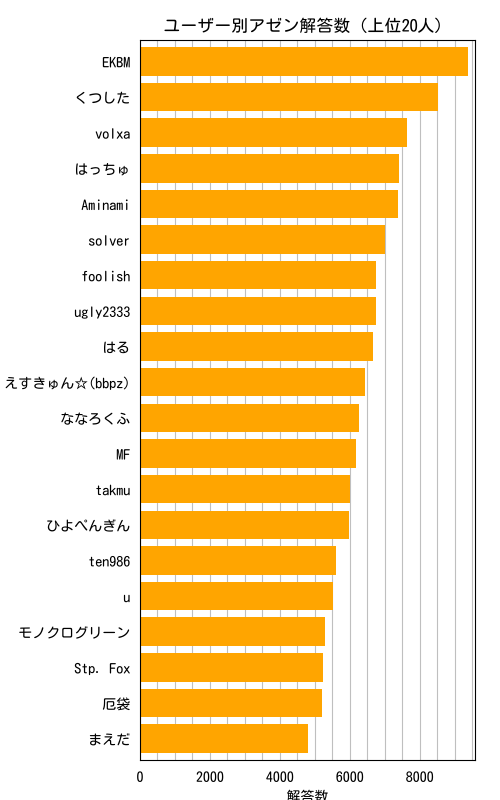 ユーザー別アゼン解答数（上位20人）
EKBM
くつした
volxa
はっちゅ
Aminami
solver
foolish
ugly2333
はる
えすきゅん☆(bbpz)
ななろくふ
MF
takmu
ひよぺんぎん
ten986
u
モノクログリーン
Stp. Fox
厄袋
まえだ
0 2000 4000 6000 8000
解答数